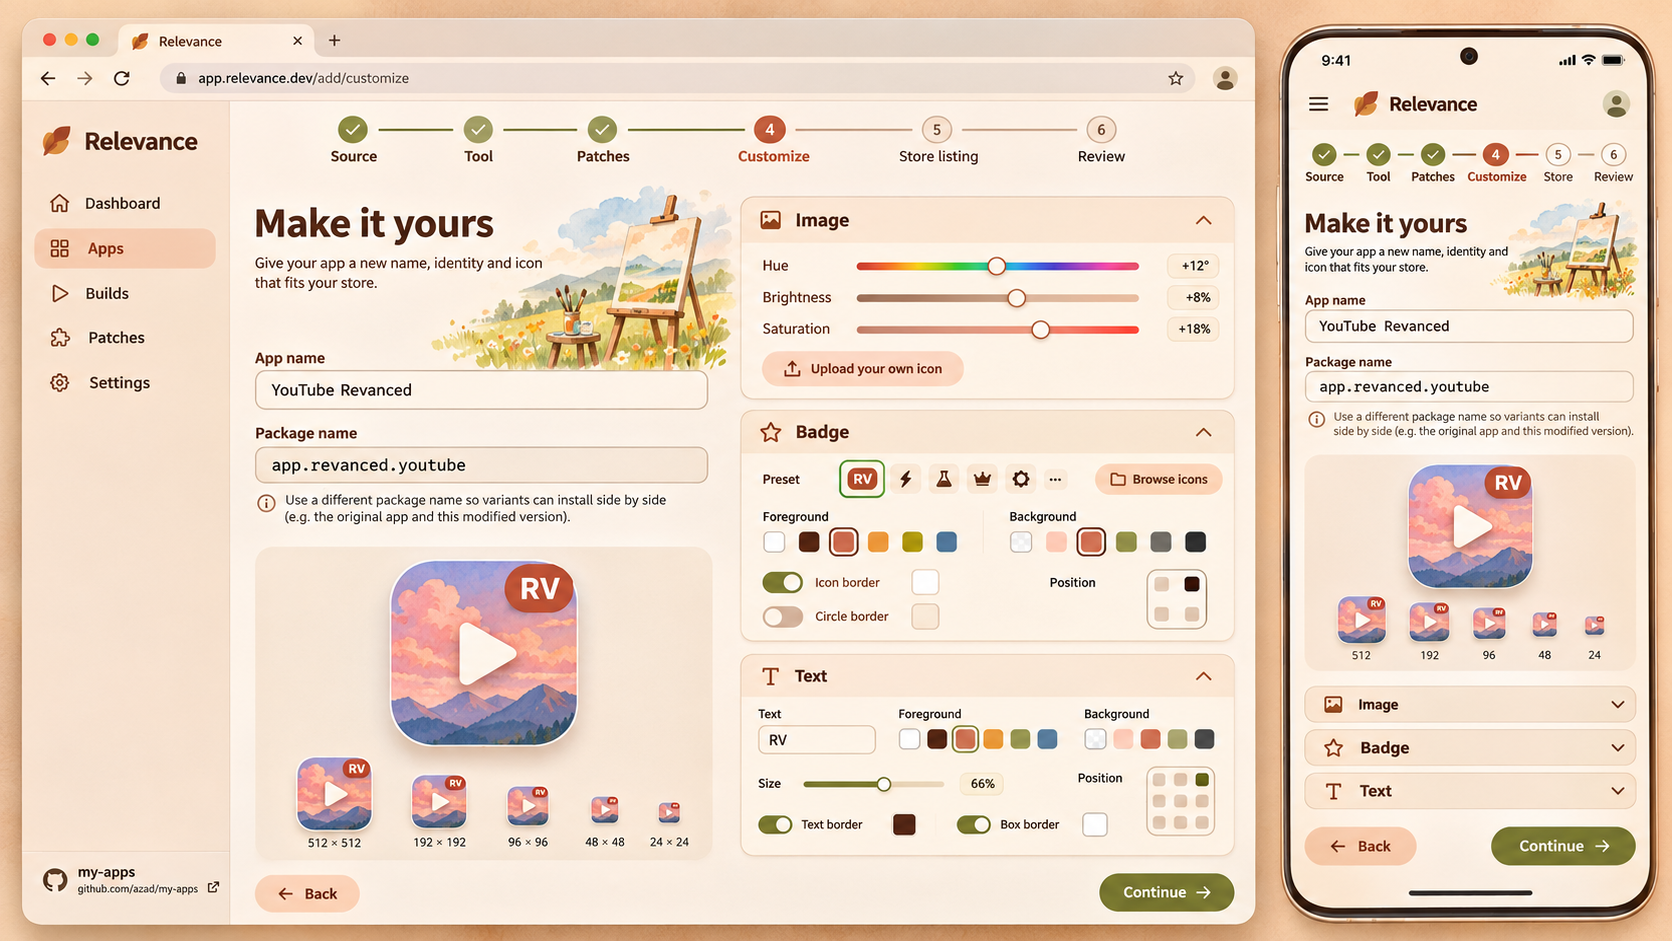 Relevance
app.relevance.dev/add/customize
Relevance
Dashboard
Apps
Builds
Patches
Settings
my-apps
github.com/azad/my-apps
Source
Tool
Patches
4
Customize
5
Store listing
6
Review
Make it yours
Give your app a new name, identity and icon
that fits your store.
App name
YouTube Revanced
Package name
app.revanced.youtube
Use a different package name so variants can install side by side
(e.g. the original app and this modified version).
RV
RV
RV
RV
RV
RV
512 × 512
192 × 192
96 × 96
48 × 48
24 × 24
Back
Image
Hue
+12°
Brightness
+8%
Saturation
+18%
Upload your own icon
Badge
Preset
RV
Browse icons
Foreground
Background
Icon border
Position
Circle border
Text
Text
Foreground
Background
RV
Size
66%
Position
Text border
Box border
Continue
9:41
Relevance
4
5
6
Source
Tool
Patches
Customize
Store
Review
Make it yours
Give your app a new name, identity and
icon that fits your store.
App name
YouTube Revanced
Package name
app.revanced.youtube
Use a different package name so variants can install
side by side (e.g. the original app and this modified version).
RV
RV
RV
RV
RV
RV
512
192
96
48
24
Image
Badge
Text
Back
Continue